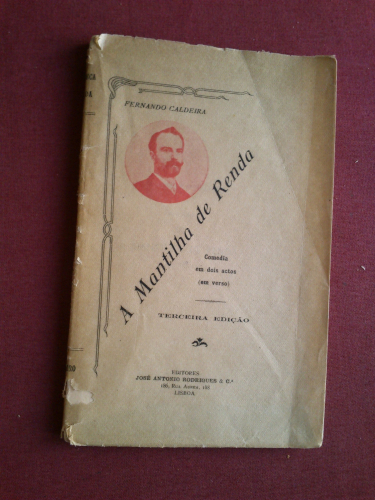 FERNANDO CALDEIRA
A Mantilha de Renda
Comedia
em dois actos
(em verso)
TERCEIRA EDIÇÃO
EDITORES
JOSÉ ANTONIO RODRIGUES & C.ª
LISBOA